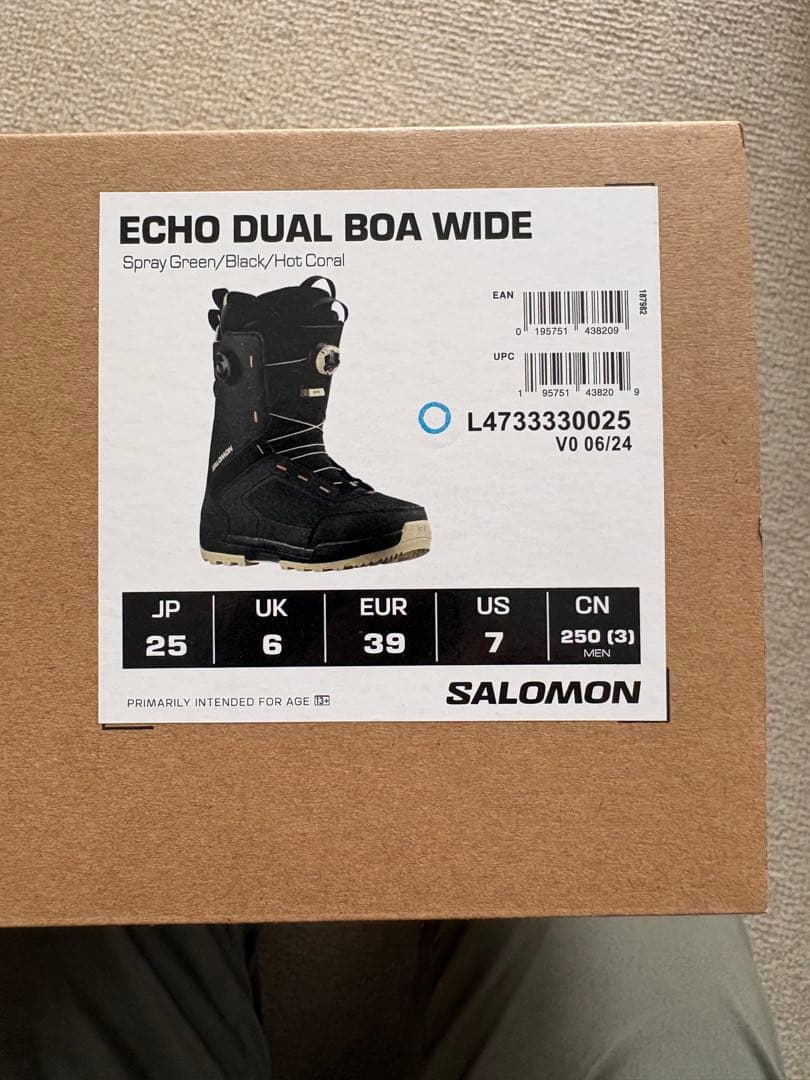 ECHO DUAL BOA WIDE
Spray Green/Black/Hot Coral
EAN
187982
0 195751 438209
UPC
1 95751 43820 9
L4733330025
V0 06/24
SALOMON
JP UK EUR US CN
25 6 39 7 250 (3)
MEN
PRIMARILY INTENDED FOR AGE 13+
SALOMON